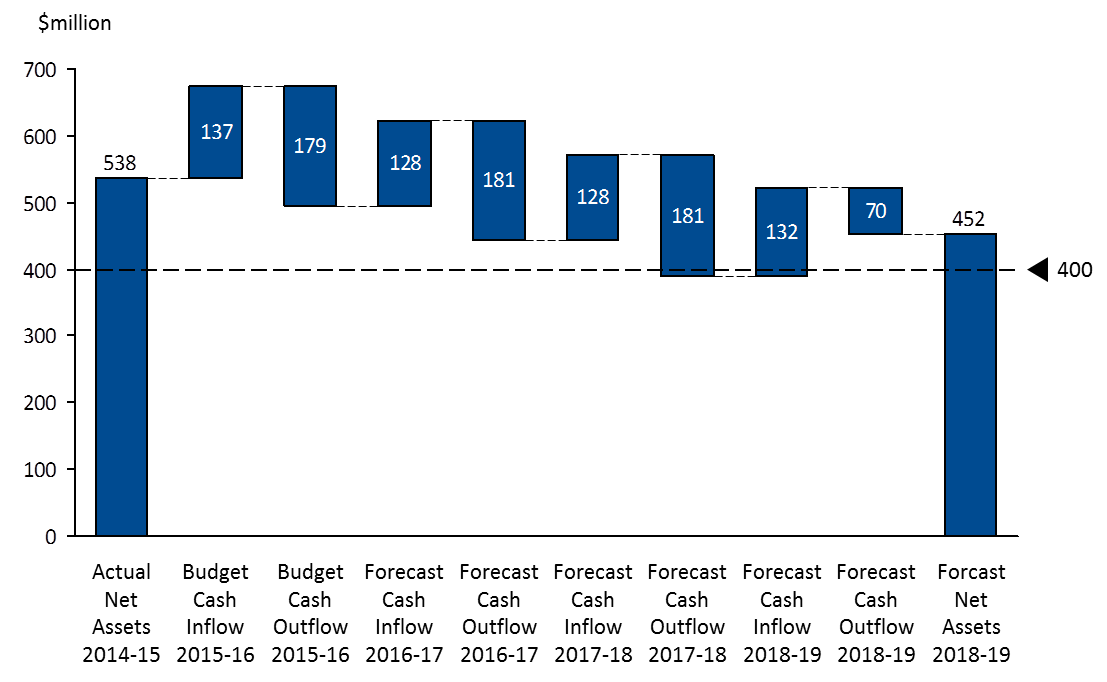 $million
700
600
500
400
300
200
100
0
538
137
179
128
181
128
181
132
70
452
400
Actual
Net
Assets
2014-15
Budget
Cash
Inflow
2015-16
Budget
Cash
Outflow
2015-16
Forecast
Cash
Inflow
2016-17
Forecast
Cash
Outflow
2016-17
Forecast
Cash
Inflow
2017-18
Forecast
Cash
Outflow
2017-18
Forecast
Cash
Inflow
2018-19
Forecast
Cash
Outflow
2018-19
Forcast
Net
Assets
2018-19